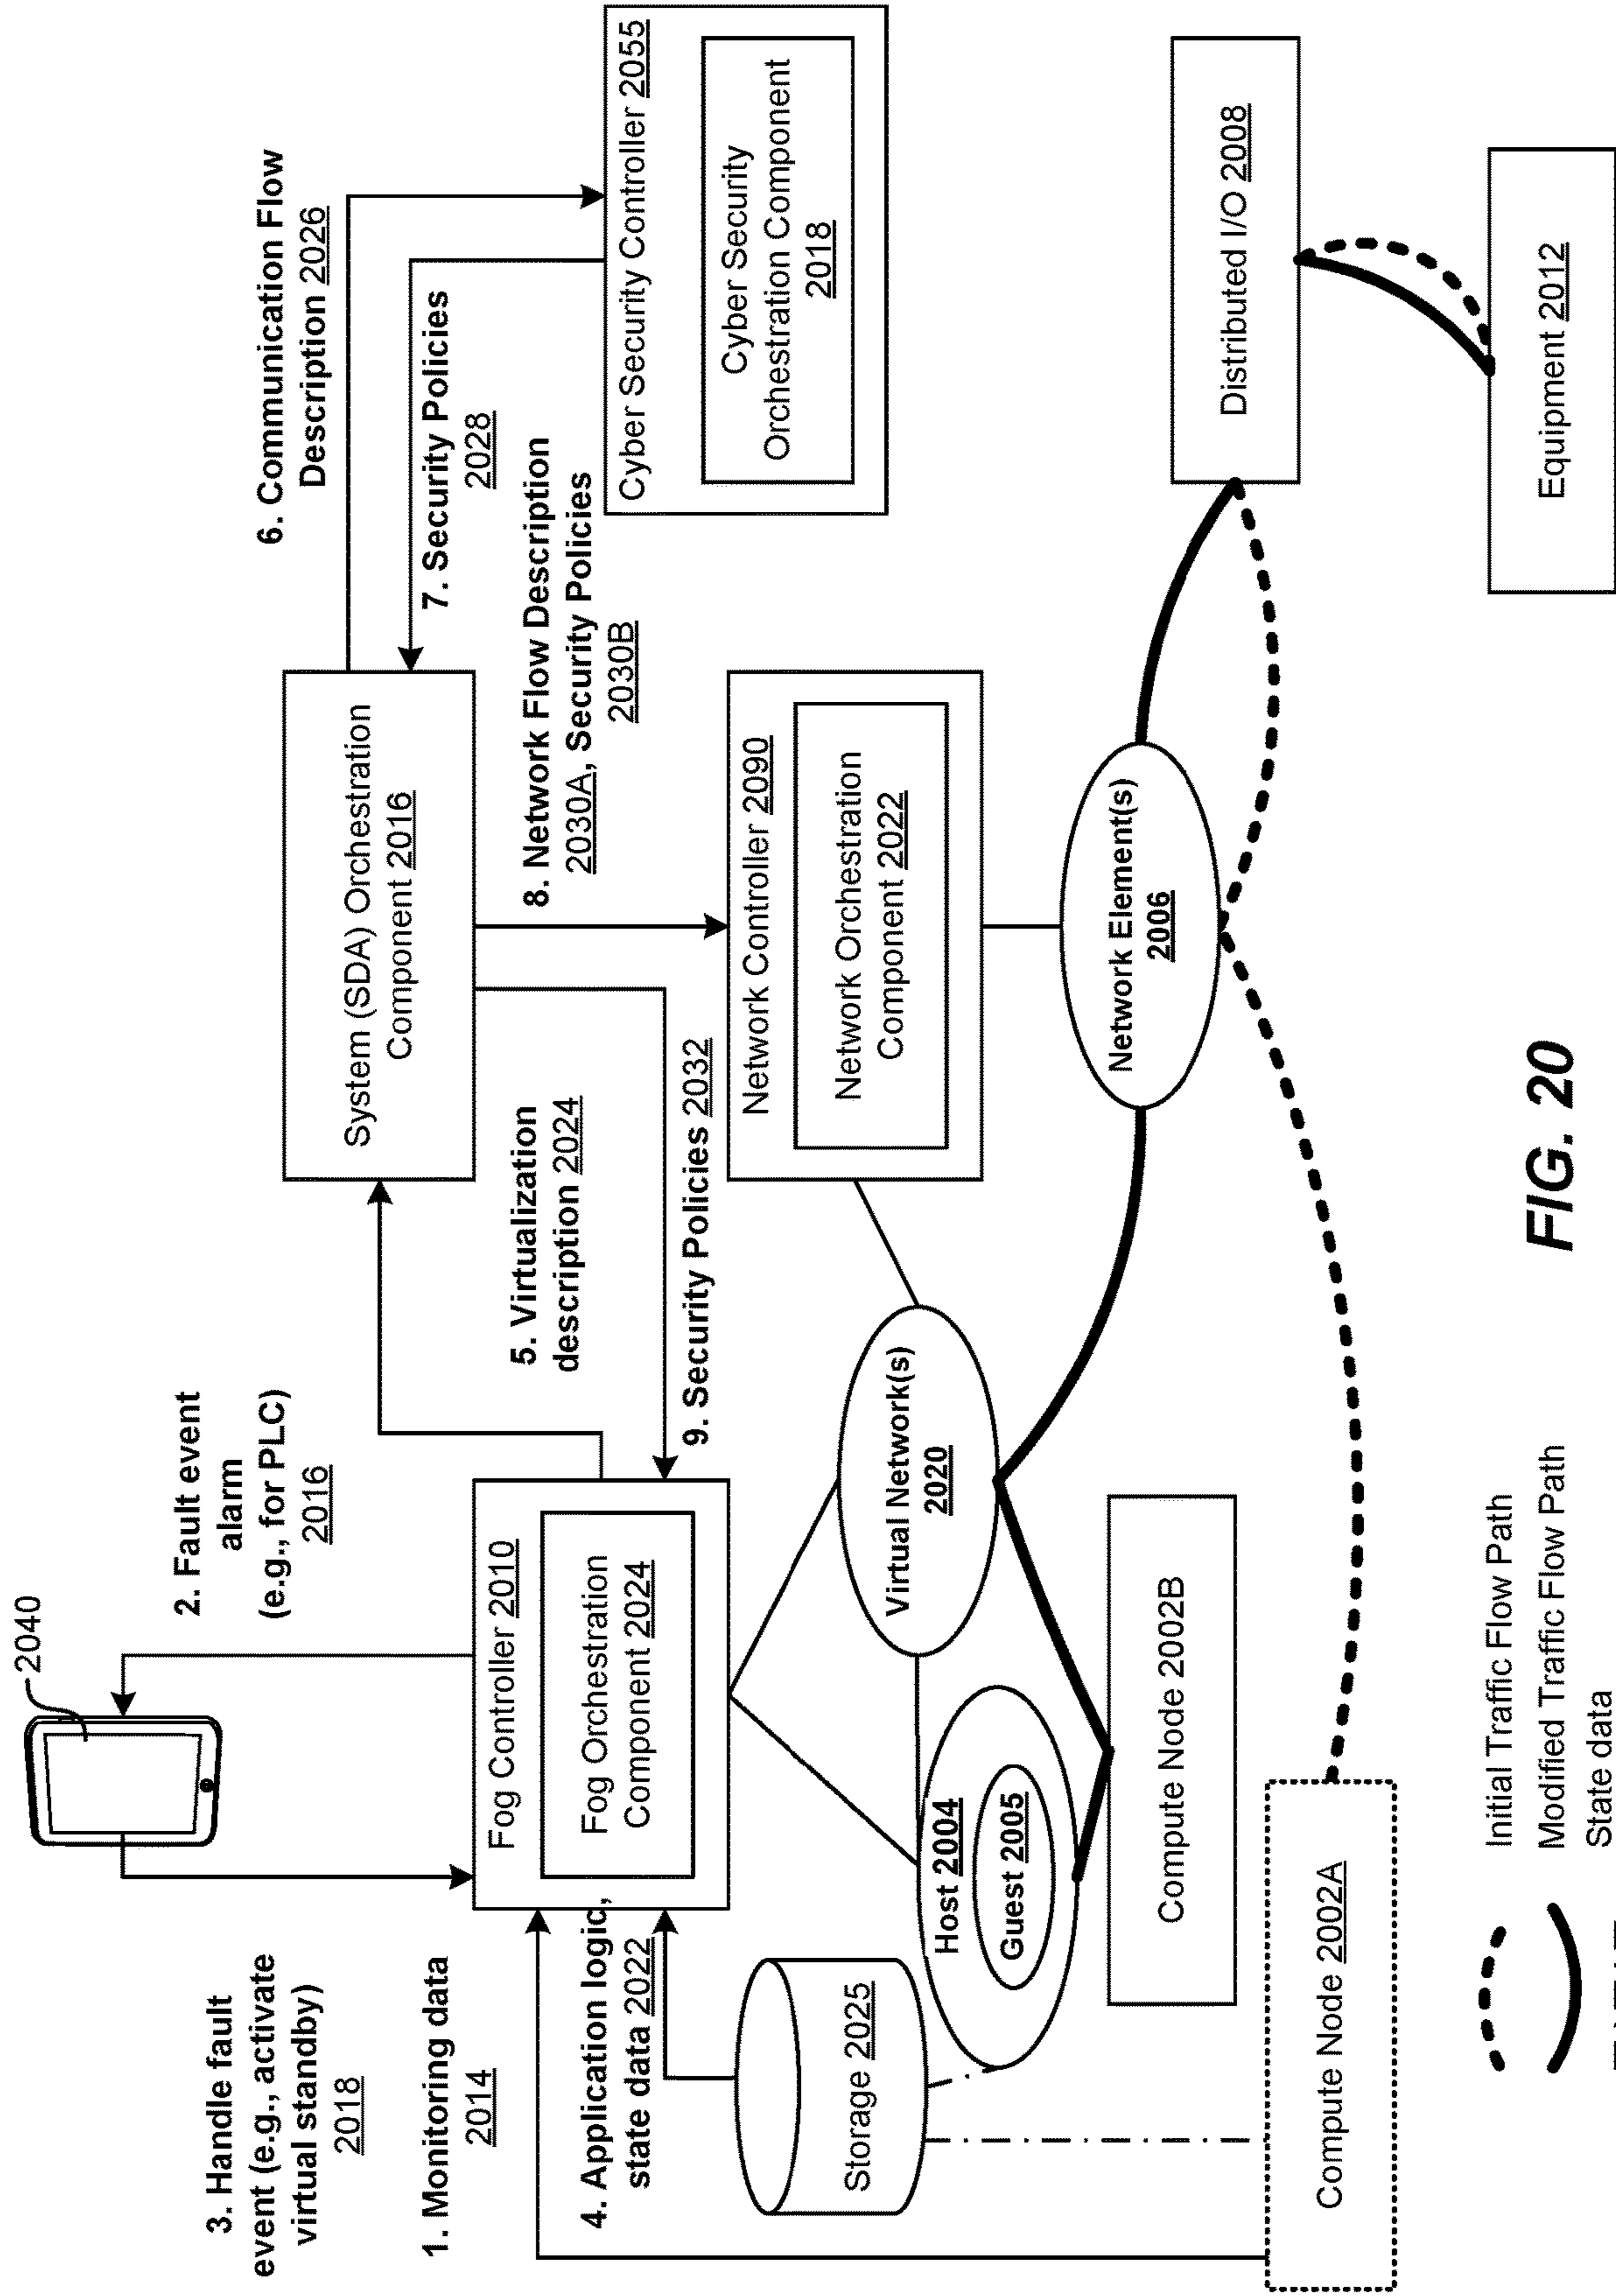 2040
3. Handle fault
event (e.g., activate
virtual standby)
2018
2. Fault event
alarm
(e.g., for PLC)
2016
6. Communication Flow
Description 2026
1. Monitoring data
2014
System (SDA) Orchestration
Component 2016
7. Security Policies
2028
Fog Controller 2010
Fog Orchestration
Component 2024
5. Virtualization
description 2024
8. Network Flow Description
2030A, Security Policies
2030B
Cyber Security Controller 2055
Cyber Security
Orchestration Component
2018
4. Application logic,
state data 2022
9. Security Policies 2032
Network Controller 2090
Network Orchestration
Component 2022
Storage 2025
Host 2004
Guest 2005
Virtual Network(s)
2020
Network Element(s)
2006
Compute Node 2002B
Distributed I/O 2008
Compute Node 2002A
Equipment 2012
Initial Traffic Flow Path
Modified Traffic Flow Path
State data
FIG. 20